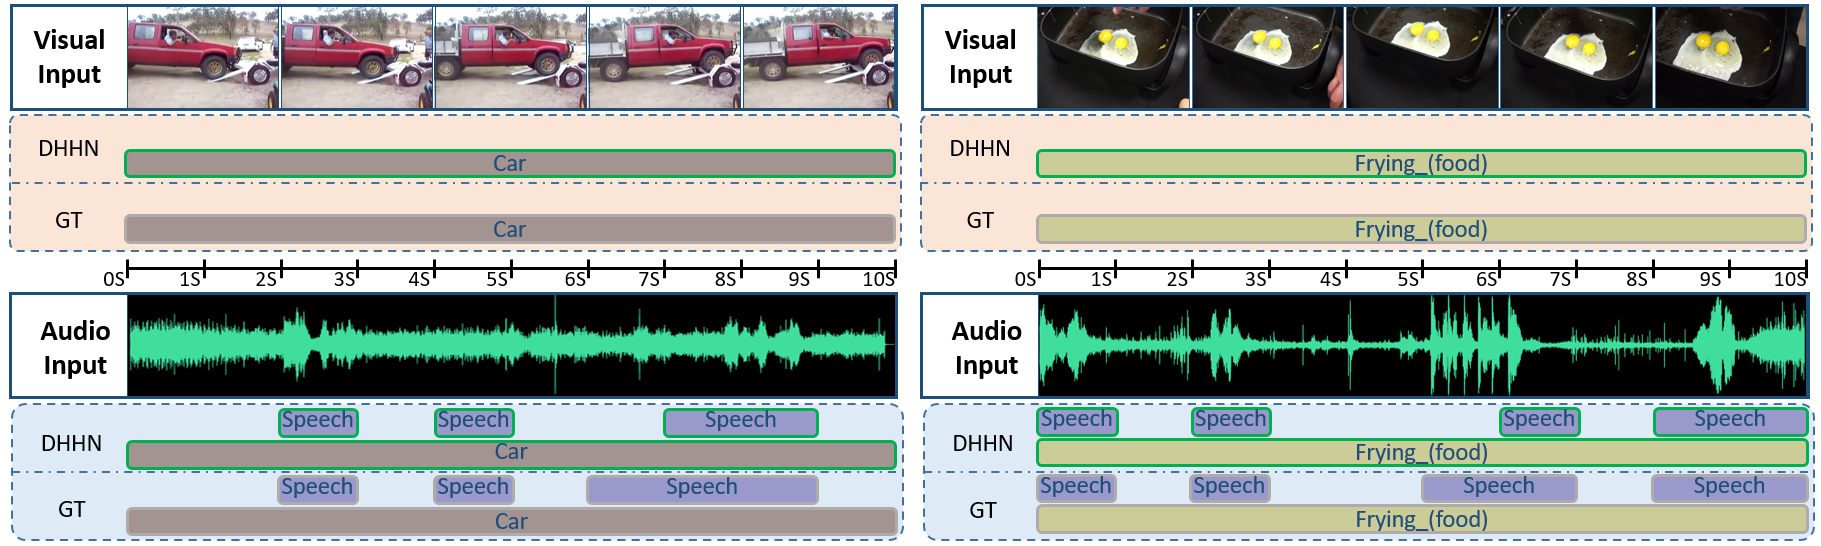 Visual
Input
DHHN
Car
GT
Car
0S 1S 2S 3S 4S 5S 6S 7S 8S 9S 10S
Audio
Input
DHHN
Speech Speech Speech
Car
GT
Speech Speech Speech
Car
Visual
Input
DHHN
Frying_(food)
GT
Frying_(food)
0S 1S 2S 3S 4S 5S 6S 7S 8S 9S 10S
Audio
Input
DHHN
Speech Speech Speech Speech
Frying_(food)
GT
Speech Speech Speech Speech
Frying_(food)